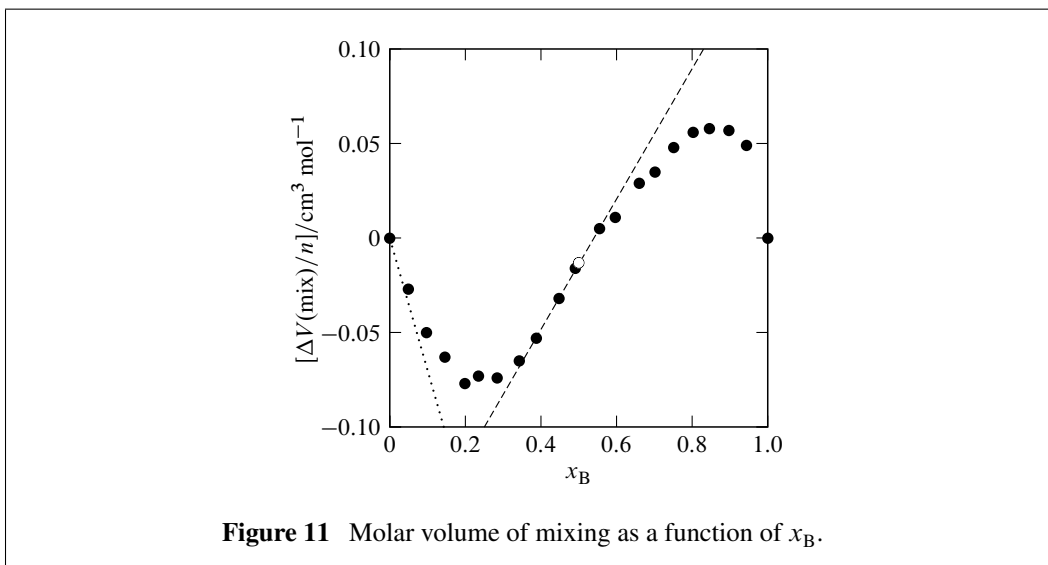 0.10
0.05
0
−0.05
−0.10
[ΔV(mix)/n]/cm³ mol⁻¹
0 0.2 0.4 0.6 0.8 1.0
x_B
Figure 11 Molar volume of mixing as a function of x_B.